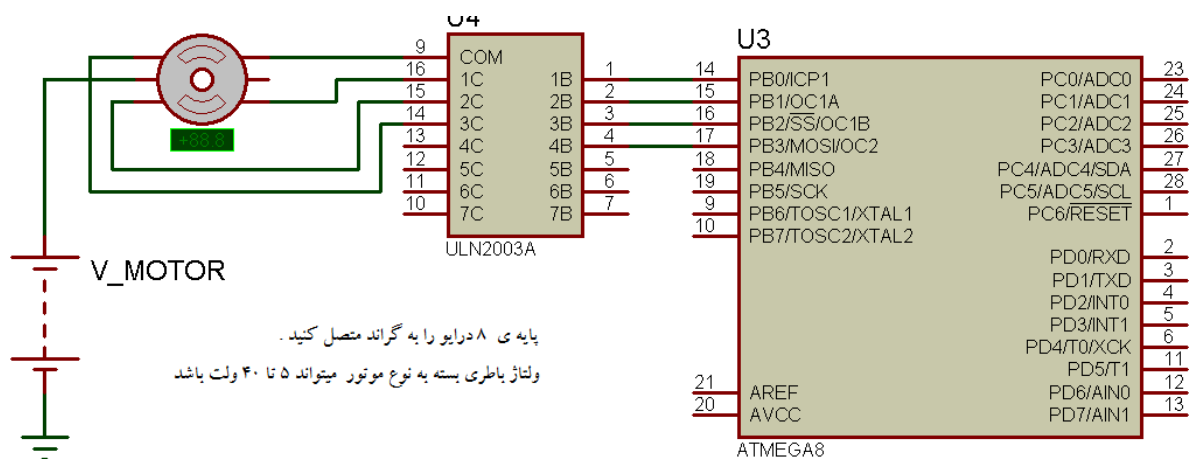 U4
U3
9 COM
16 1C 1B 1
15 2C 2B 2
14 3C 3B 3
13 4C 4B 4
12 5C 5B 5
11 6C 6B 6
10 7C 7B 7
ULN2003A
14 PB0/ICP1 PC0/ADC0 23
15 PB1/OC1A PC1/ADC1 24
16 PB2/SS/OC1B PC2/ADC2 25
17 PB3/MOSI/OC2 PC3/ADC3 26
18 PB4/MISO PC4/ADC4/SDA 27
19 PB5/SCK PC5/ADC5/SCL 28
9 PB6/TOSC1/XTAL1 PC6/RESET 1
10 PB7/TOSC2/XTAL2
PD0/RXD 2
PD1/TXD 3
PD2/INT0 4
PD3/INT1 5
PD4/T0/XCK 6
PD5/T1 11
21 AREF PD6/AIN0 12
20 AVCC PD7/AIN1 13
ATMEGA8
+88.8
V_MOTOR
پایه ی ۸ درایو را به گراند متصل کنید .
ولتاژ باطری بسته به نوع موتور میتواند ۵ تا ۴۰ ولت باشد